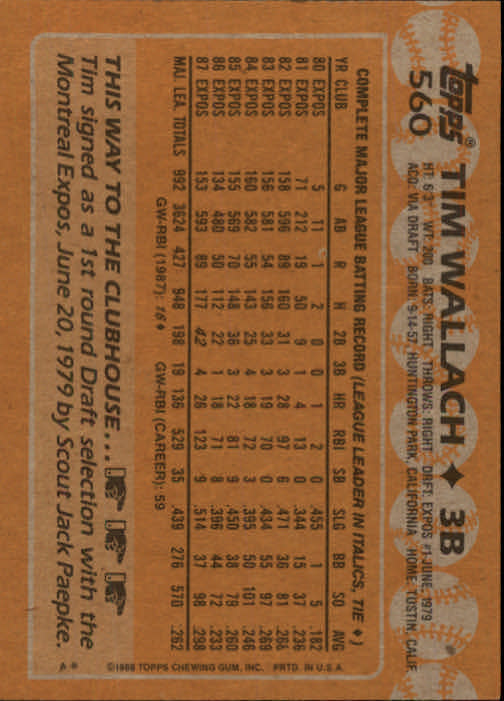 topps®
560
TIM WALLACH ♦ 3B
HT: 6'3" WT: 200 BATS: RIGHT THROWS: RIGHT DRFT: EXPOS #1-JUNE, 1979
ACQ: VIA DRAFT BORN: 9-14-57, HUNTINGTON PARK, CALIFORNIA HOME: TUSTIN, CALIF.
COMPLETE MAJOR LEAGUE BATTING RECORD (LEAGUE LEADER IN ITALICS, TIE ♦)
YR CLUB G AB R H 2B 3B HR RBI SB SLG BB SO AVG
80 EXPOS 5 11 1 2 0 0 1 2 0 .455 1 5 .182
81 EXPOS 71 212 19 50 9 1 4 13 0 .344 15 37 .236
82 EXPOS 158 596 89 160 31 3 28 97 6 .471 36 81 .268
83 EXPOS 156 581 54 156 33 3 19 70 0 .434 55 97 .269
84 EXPOS 160 582 55 143 25 4 18 72 3 .395 50 101 .246
85 EXPOS 155 569 70 148 36 3 22 81 9 .450 38 79 .260
86 EXPOS 134 480 50 112 22 1 18 71 8 .396 44 72 .233
87 EXPOS 153 593 89 177 42 4 26 123 9 .514 37 98 .298
MAJ. LEA. TOTALS 992 3624 427 948 198 19 136 529 35 .439 276 570 .262
GW-RBI (1987): 16♦ GW-RBI (CAREER): 59
THIS WAY TO THE CLUBHOUSE...
Tim signed as a 1st round Draft selection with the
Montreal Expos, June 20, 1979 by Scout Jack Paepke.
A* ©1988 TOPPS CHEWING GUM, INC. PRTD. IN U.S.A.